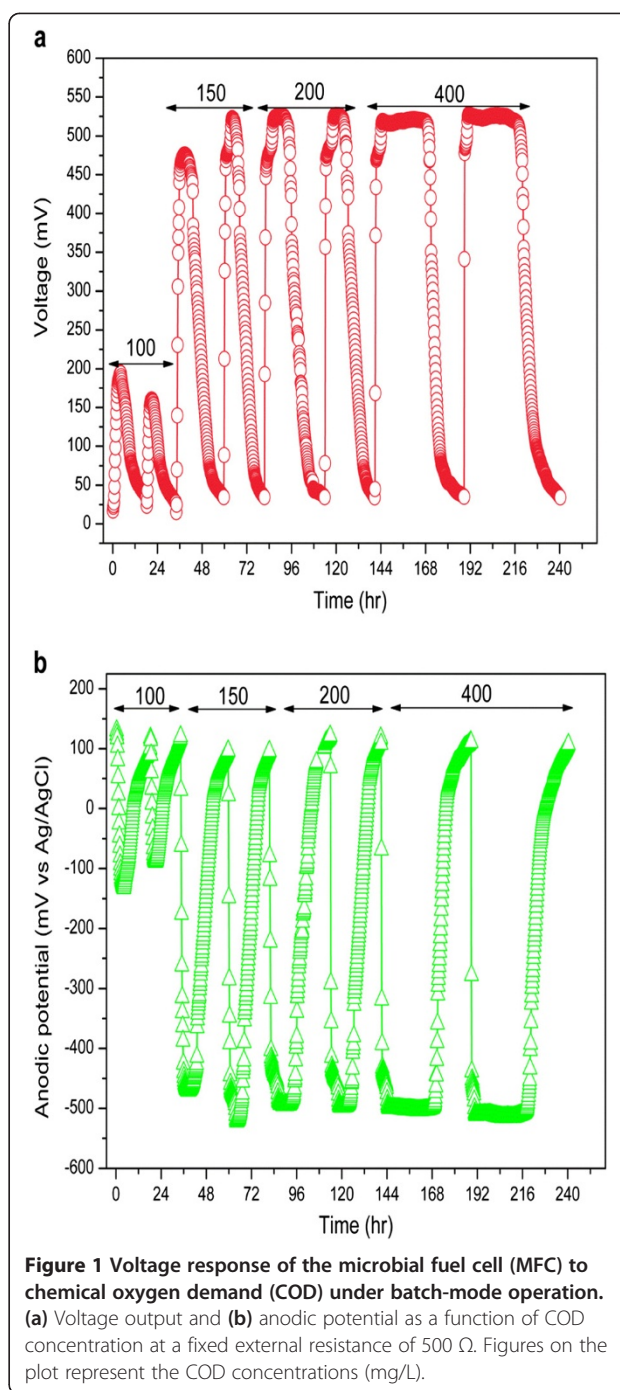 a
600
550
500
450
400
350
300
250
200
150
100
50
0
Voltage (mV)
100
150
200
400
0 24 48 72 96 120 144 168 192 216 240
Time (hr)
b
200
100
0
-100
-200
-300
-400
-500
-600
Anodic potential (mV vs Ag/AgCl)
100
150
200
400
0 24 48 72 96 120 144 168 192 216 240
Time (hr)
Figure 1 Voltage response of the microbial fuel cell (MFC) to
chemical oxygen demand (COD) under batch-mode operation.
(a) Voltage output and (b) anodic potential as a function of COD
concentration at a fixed external resistance of 500 Ω. Figures on the
plot represent the COD concentrations (mg/L).